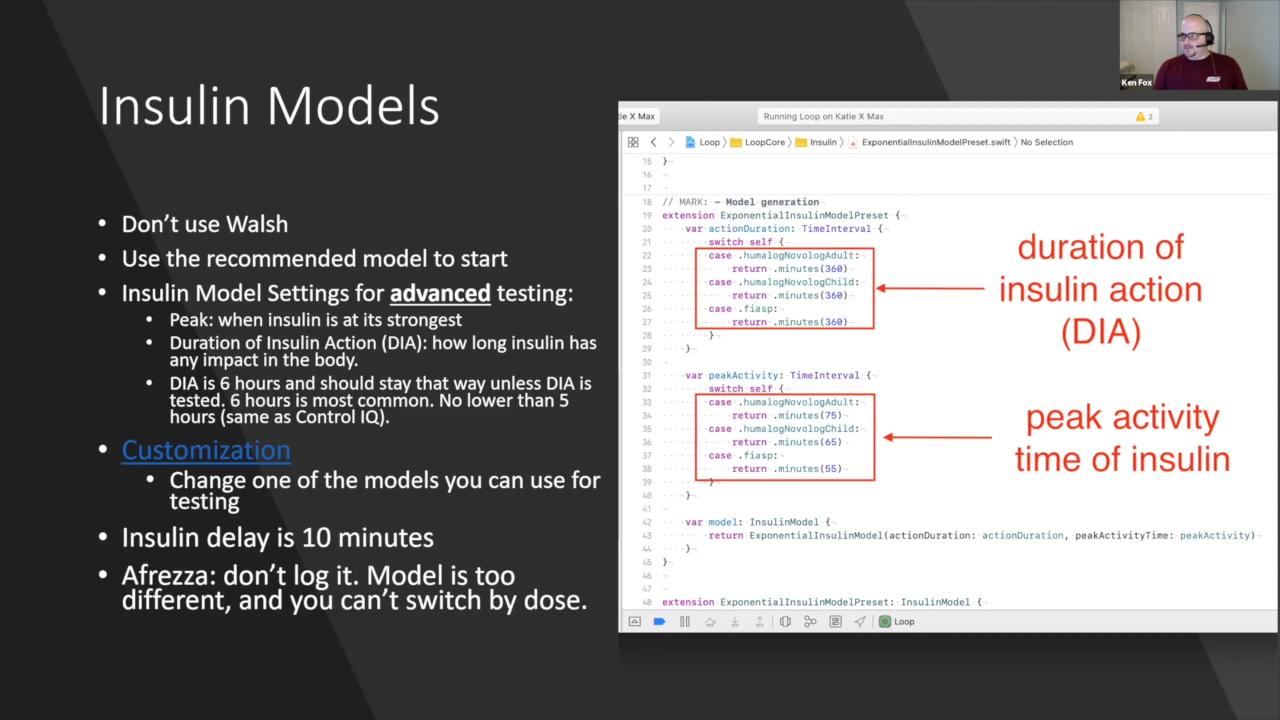 Ken Fox
Insulin Models
• Don’t use Walsh
• Use the recommended model to start
• Insulin Model Settings for advanced testing:
• Peak: when insulin is at its strongest
• Duration of Insulin Action (DIA): how long insulin has
any impact in the body.
• DIA is 6 hours and should stay that way unless DIA is
tested. 6 hours is most common. No lower than 5
hours (same as Control IQ).
• Customization
• Change one of the models you can use for
testing
• Insulin delay is 10 minutes
• Afrezza: don’t log it. Model is too
different, and you can’t switch by dose.
tie X Max
Running Loop on Katie X Max
2
Loop 〉 LoopCore 〉 Insulin 〉 ExponentialInsulinModelPreset.swift 〉 No Selection
15 }
16
17
18 // MARK: - Model generation
19 extension ExponentialInsulinModelPreset {
20 var actionDuration: TimeInterval {
21 switch self {
22 case .humalogNovologAdult:
23 return .minutes(360)
24 case .humalogNovologChild:
25 return .minutes(360)
26 case .fiasp:
27 return .minutes(360)
28 }
29 }
30
31 var peakActivity: TimeInterval {
32 switch self {
33 case .humalogNovologAdult:
34 return .minutes(75)
35 case .humalogNovologChild:
36 return .minutes(65)
37 case .fiasp:
38 return .minutes(55)
39 }
40 }
41
42 var model: InsulinModel {
43 return ExponentialInsulinModel(actionDuration: actionDuration, peakActivityTime: peakActivity)
44 }
45 }
46
47
48 extension ExponentialInsulinModelPreset: InsulinModel {
Loop
duration of
insulin action
(DIA)
peak activity
time of insulin